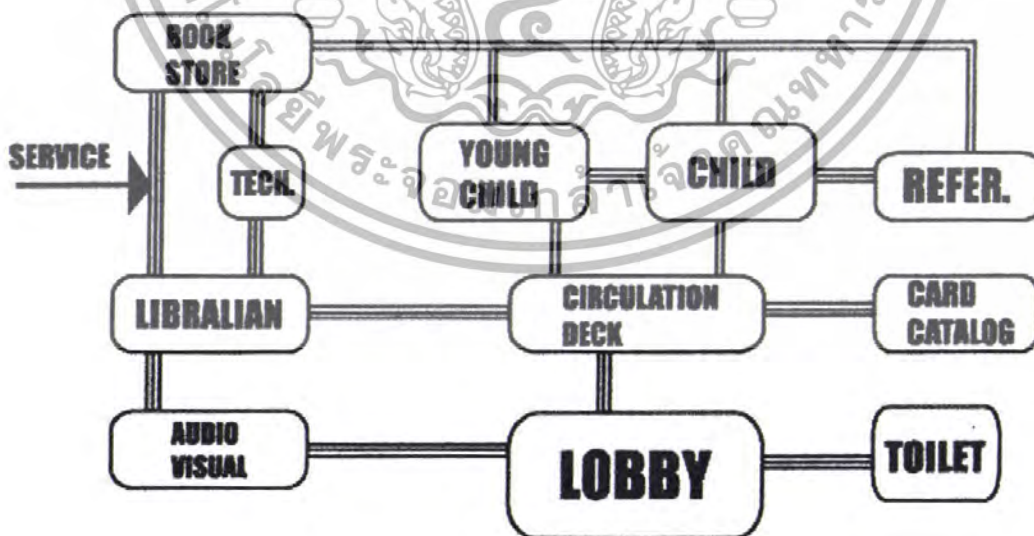 BOOK
STORE
SERVICE
TECH.
YOUNG
CHILD
CHILD
REFER.
LIBRALIAN
CIRCULATION
DECK
CARD
CATALOG
AUDIO
VISUAL
LOBBY
TOILET